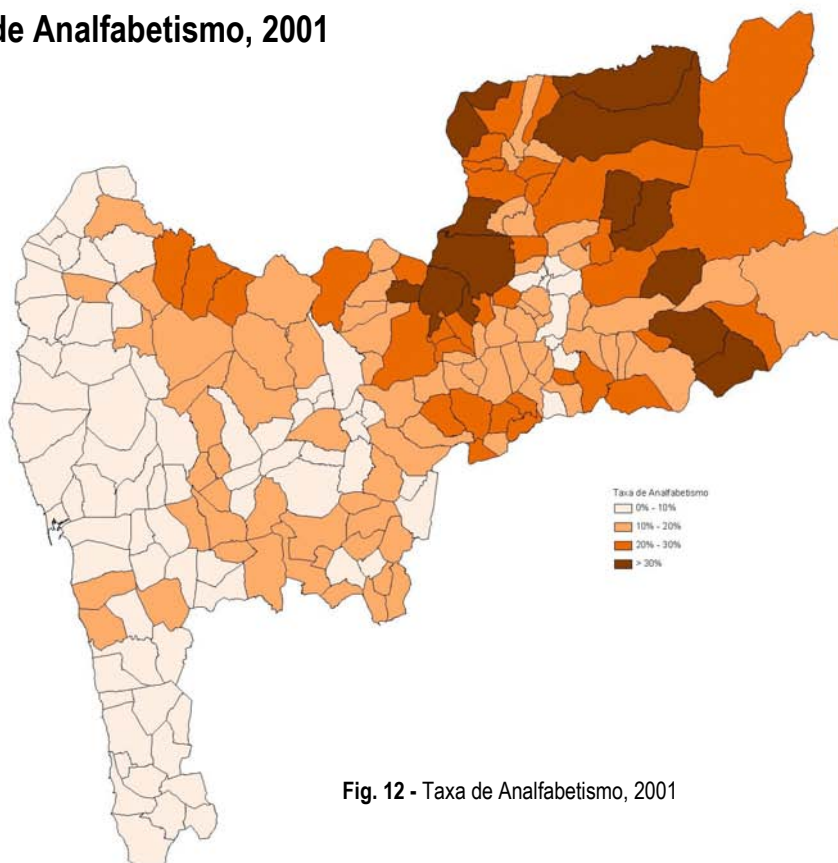 de Analfabetismo, 2001
Taxa de Analfabetismo
0% - 10%
10% - 20%
20% - 30%
> 30%
Fig. 12 - Taxa de Analfabetismo, 2001